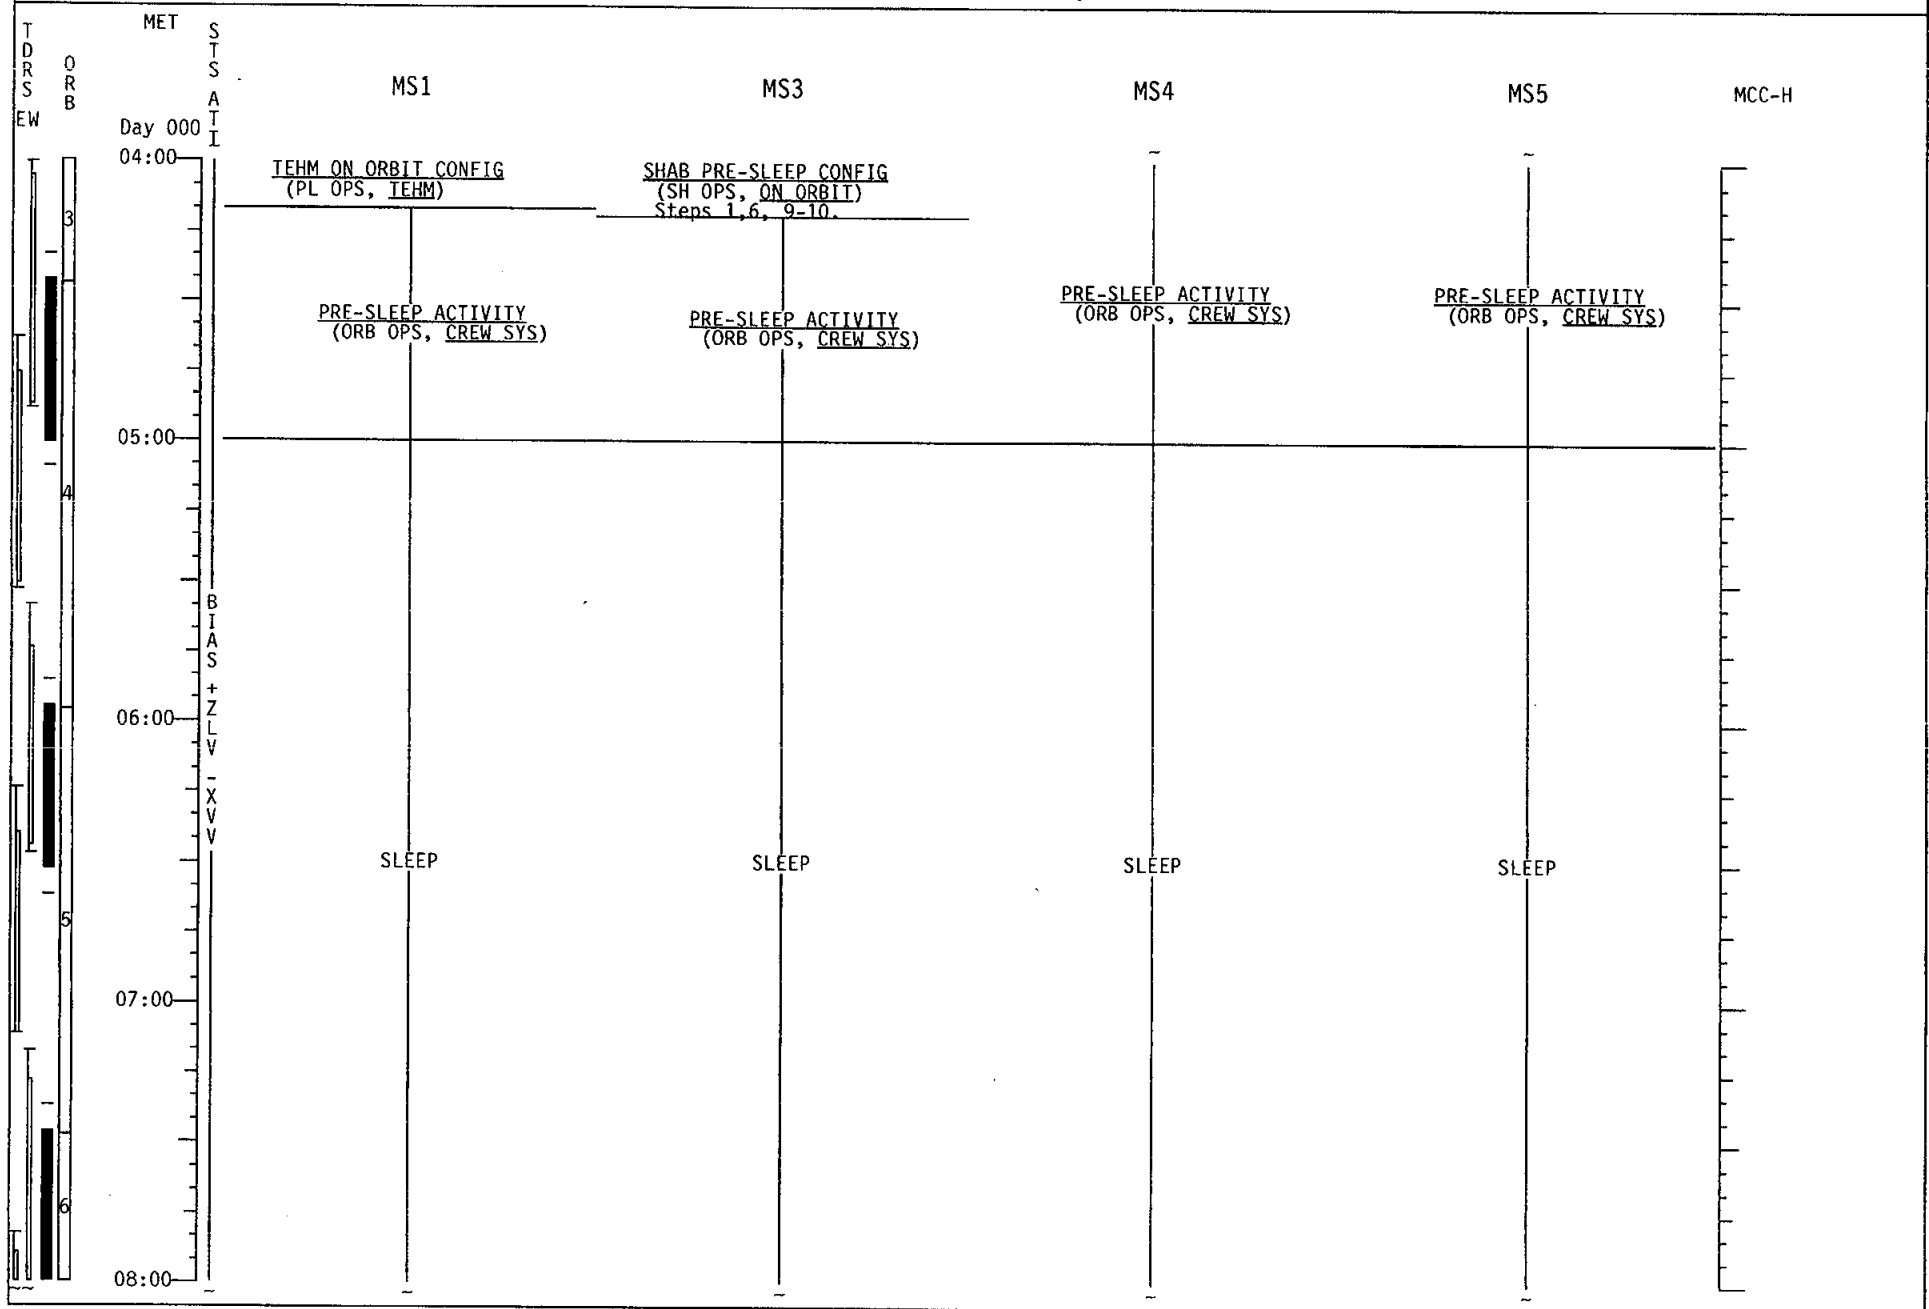 TDRS
EW
ORB
MET
STS ATT
MS1
MS3
MS4
MS5
MCC-H
Day 000
04:00
TEHM ON ORBIT CONFIG
(PL OPS, TEHM)
SHAB PRE-SLEEP CONFIG
(SH OPS, ON ORBIT)
Steps 1,6, 9-10.
~
~
3
PRE-SLEEP ACTIVITY
(ORB OPS, CREW SYS)
PRE-SLEEP ACTIVITY
(ORB OPS, CREW SYS)
PRE-SLEEP ACTIVITY
(ORB OPS, CREW SYS)
PRE-SLEEP ACTIVITY
(ORB OPS, CREW SYS)
05:00
4
BIAS +ZLV -XVV
06:00
SLEEP
SLEEP
SLEEP
SLEEP
5
07:00
6
08:00
~~
~
~
~
~
~